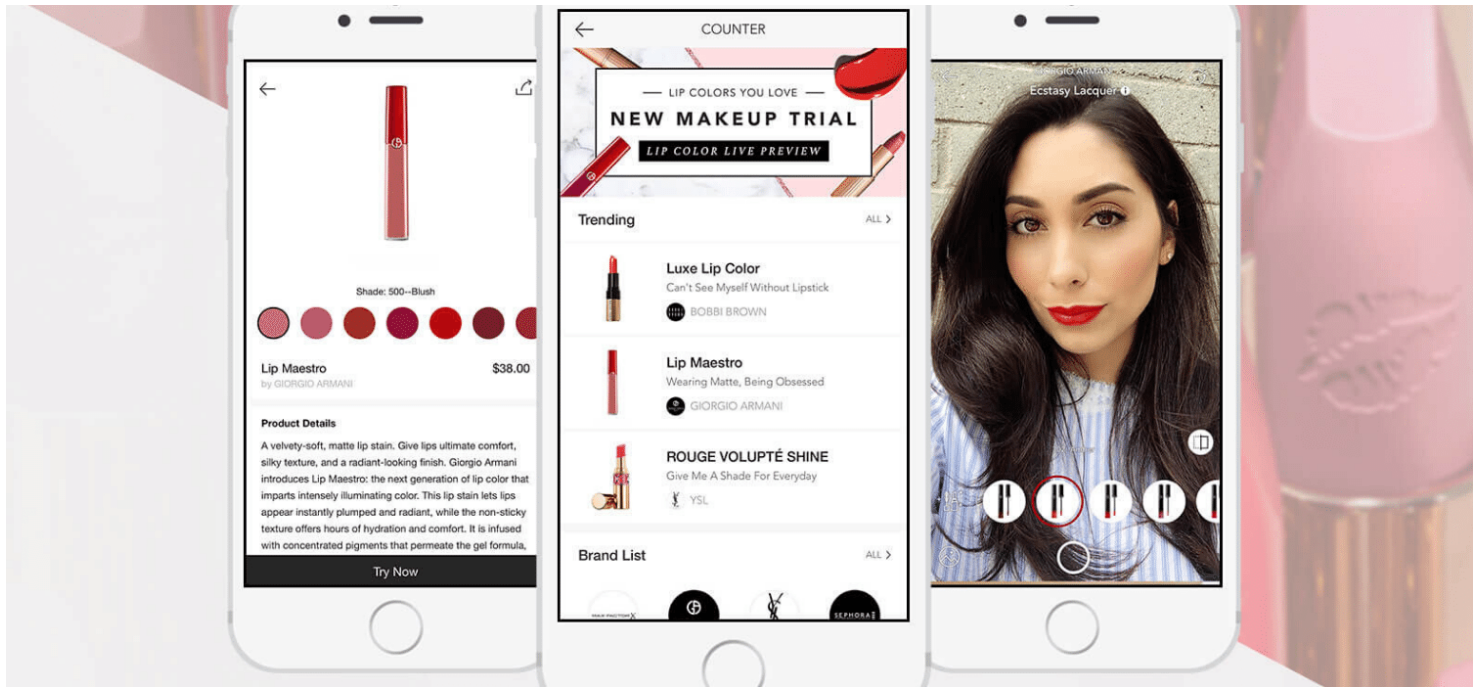 Shade: 500--Blush
Lip Maestro
$38.00
by GIORGIO ARMANI
Product Details
A velvety-soft, matte lip stain. Give lips ultimate comfort,
silky texture, and a radiant-looking finish. Giorgio Armani
introduces Lip Maestro: the next generation of lip color that
imparts intensely illuminating color. This lip stain lets lips
appear instantly plumped and radiant, while the non-sticky
texture offers hours of hydration and comfort. It is infused
with concentrated pigments that permeate the gel formula,
Try Now
COUNTER
LIP COLORS YOU LOVE
NEW MAKEUP TRIAL
LIP COLOR LIVE PREVIEW
Trending
ALL >
Luxe Lip Color
Can't See Myself Without Lipstick
BOBBI BROWN
Lip Maestro
Wearing Matte, Being Obsessed
GIORGIO ARMANI
ROUGE VOLUPTÉ SHINE
Give Me A Shade For Everyday
YSL
Brand List
ALL >
MAX FACTOR X
SEPHORA
GIORGIO ARMANI
Ecstasy Lacquer